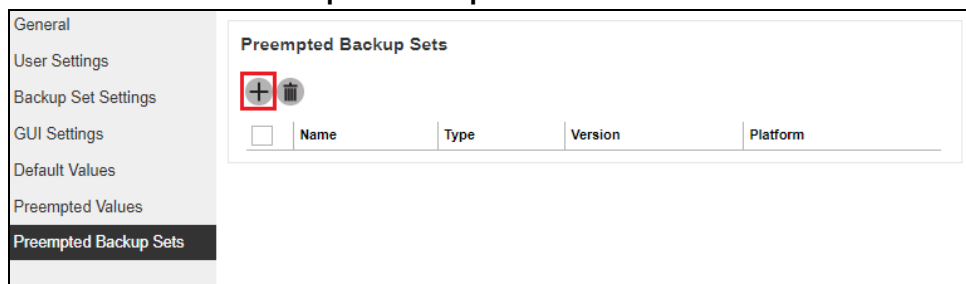 General
User Settings
Backup Set Settings
GUI Settings
Default Values
Preempted Values
Preempted Backup Sets
Preempted Backup Sets
Name Type Version Platform